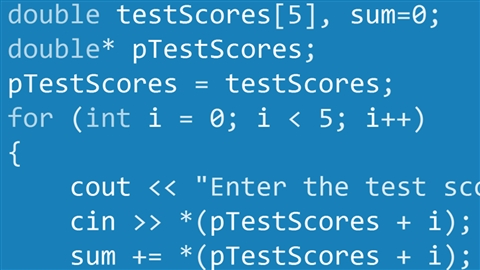 double testScores[5], sum=0;
double* pTestScores;
pTestScores = testScores;
for (int i = 0; i < 5; i++)
{
cout << "Enter the test
cin >> *(pTestScores + i);
sum += *(pTestScores + i);